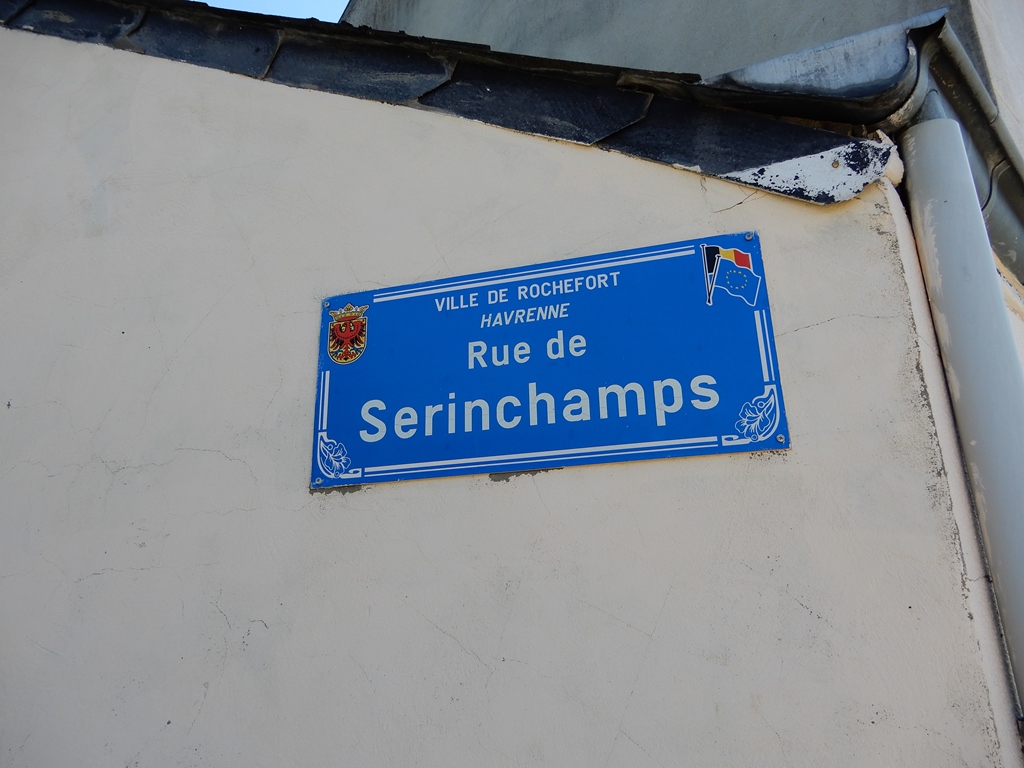 VILLE DE ROCHEFORT
HAVRENNE
Rue de
Serinchamps